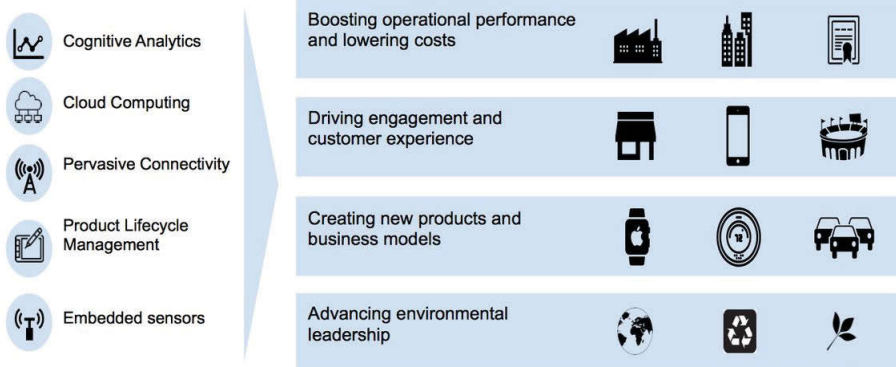 Cognitive Analytics
Cloud Computing
Pervasive Connectivity
Product Lifecycle
Management
Embedded sensors
Boosting operational performance
and lowering costs
Driving engagement and
customer experience
Creating new products and
business models
Advancing environmental
leadership